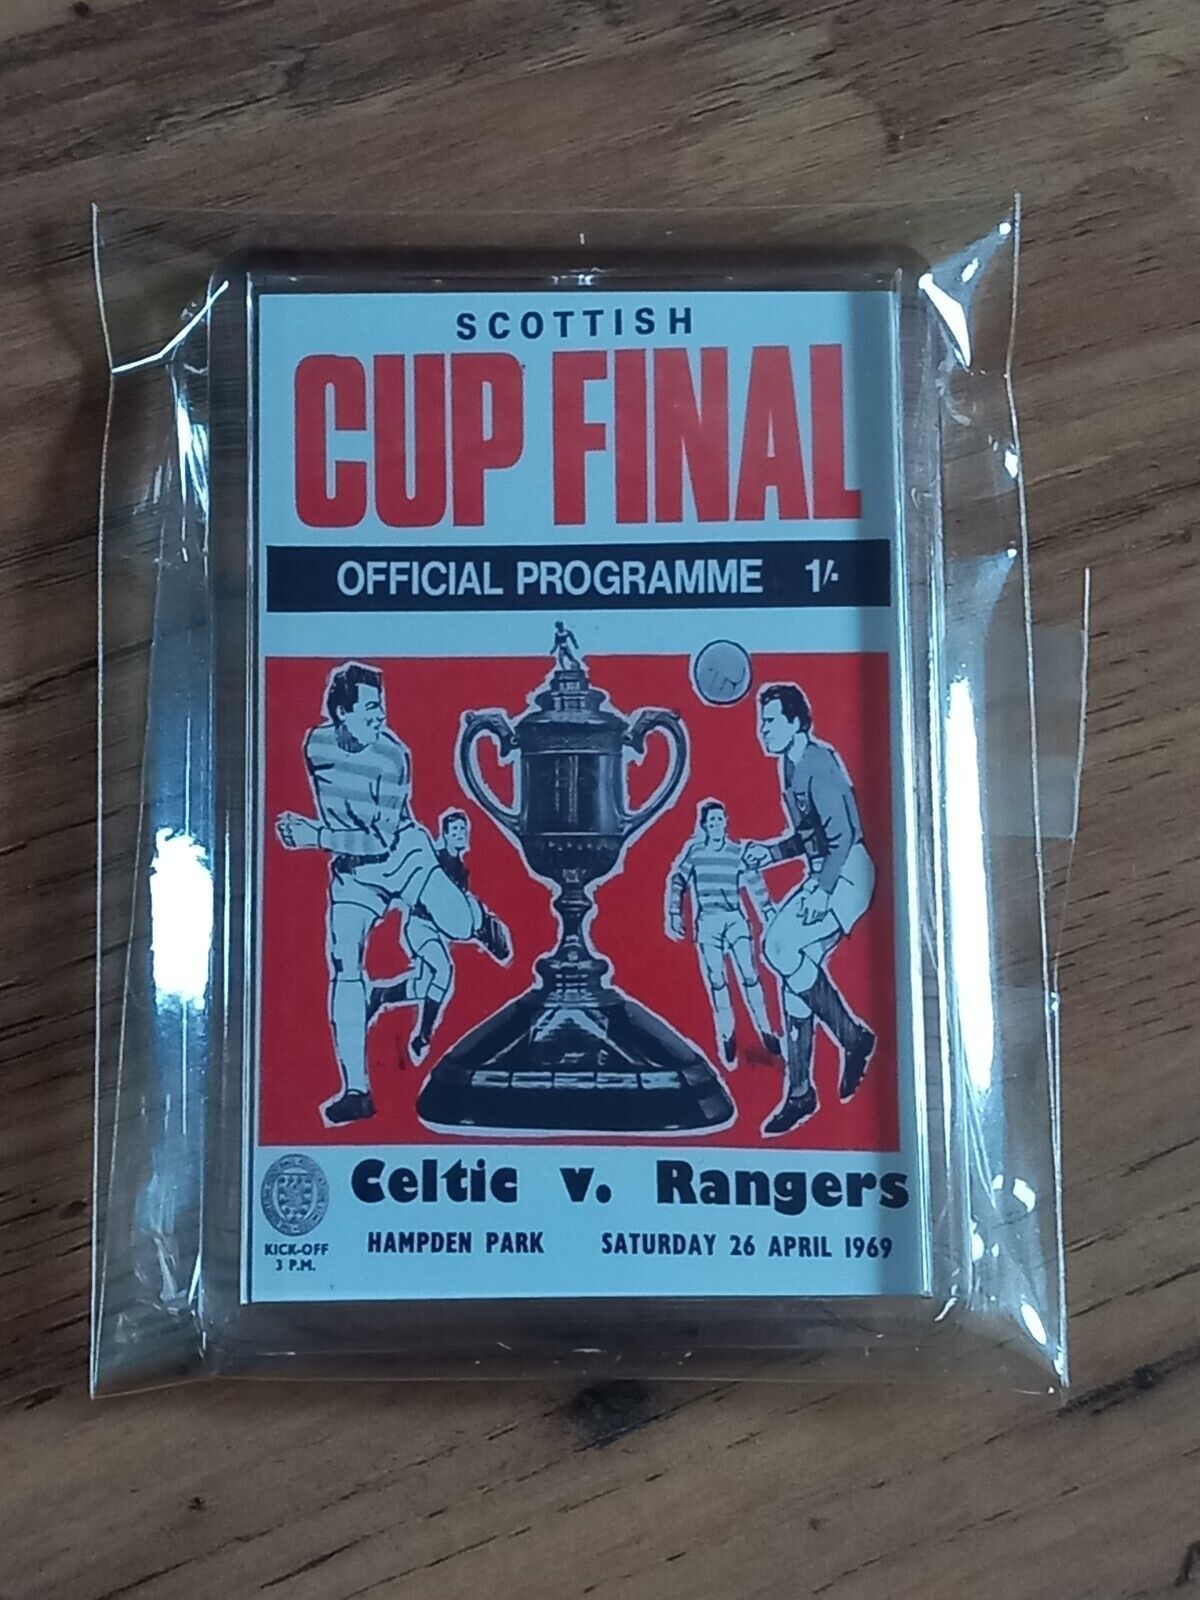 SCOTTISH
CUP FINAL
OFFICIAL PROGRAMME 1/-
Celtic v. Rangers
HAMPDEN PARK SATURDAY 26 APRIL 1969
KICK-OFF
3 P.M.